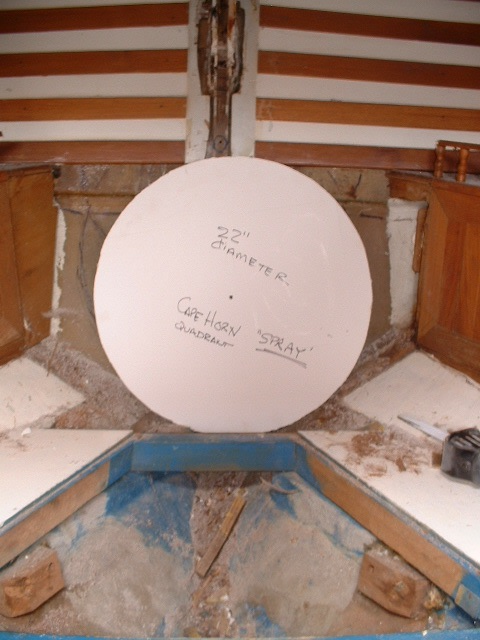 22"
DIAMETER
CAPE HORN
QUADRANT
"SPRAY"